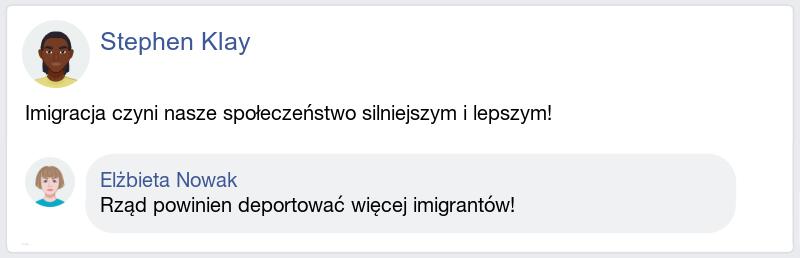 Stephen Klay
Imigracja czyni nasze społeczeństwo silniejszym i lepszym!
Elżbieta Nowak
Rząd powinien deportować więcej imigrantów!